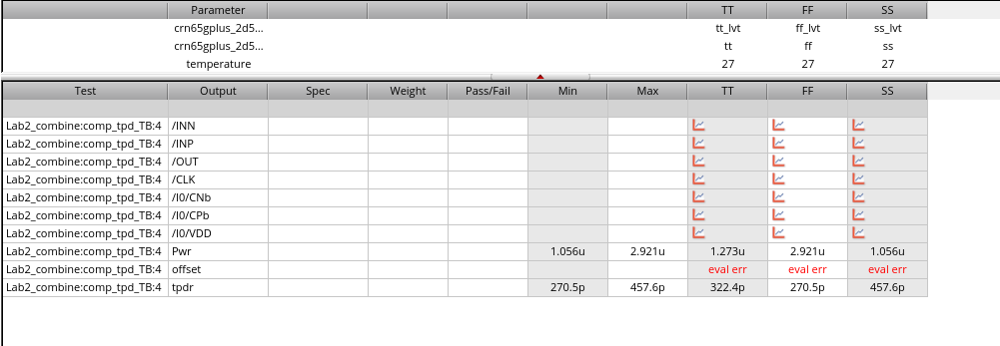 Parameter TT FF SS
crn65gplus_2d5... tt_lvt ff_lvt ss_lvt
crn65gplus_2d5... tt ff ss
temperature 27 27 27
Test Output Spec Weight Pass/Fail Min Max TT FF SS
Lab2_combine:comp_tpd_TB:4 /INN
Lab2_combine:comp_tpd_TB:4 /INP
Lab2_combine:comp_tpd_TB:4 /OUT
Lab2_combine:comp_tpd_TB:4 /CLK
Lab2_combine:comp_tpd_TB:4 /I0/CNb
Lab2_combine:comp_tpd_TB:4 /I0/CPb
Lab2_combine:comp_tpd_TB:4 /I0/VDD
Lab2_combine:comp_tpd_TB:4 Pwr 1.056u 2.921u 1.273u 2.921u 1.056u
Lab2_combine:comp_tpd_TB:4 offset eval err eval err eval err
Lab2_combine:comp_tpd_TB:4 tpdr 270.5p 457.6p 322.4p 270.5p 457.6p